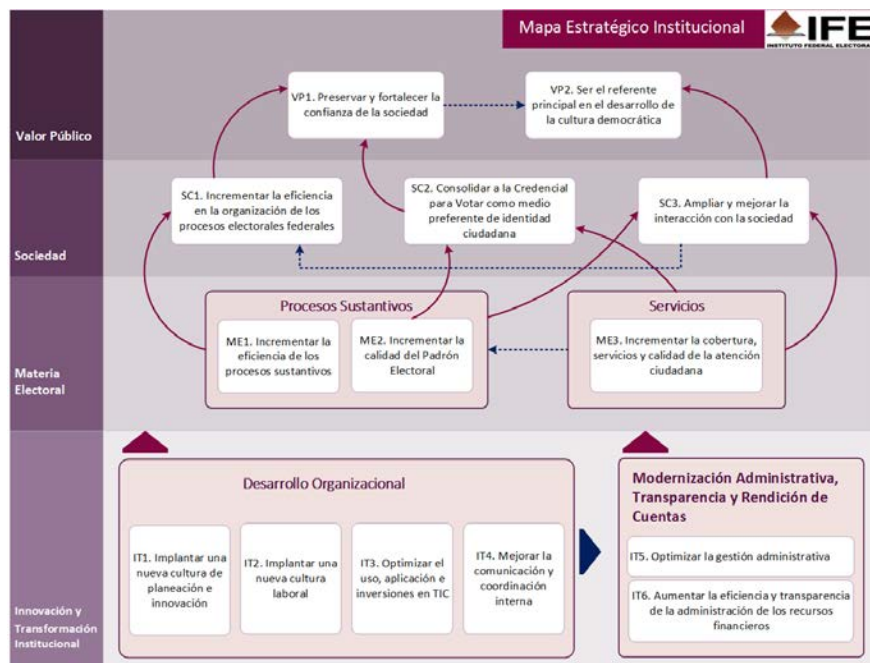 Mapa Estratégico Institucional
IFE
INSTITUTO FEDERAL ELECTORAL
Valor Público
VP1. Preservar y fortalecer la
confianza de la sociedad
VP2. Ser el referente
principal en el desarrollo de
la cultura democrática
Sociedad
SC1. Incrementar la eficiencia
en la organización de los
procesos electorales federales
SC2. Consolidar a la Credencial
para Votar como medio
preferente de identidad
ciudadana
SC3. Ampliar y mejorar la
interacción con la sociedad
Materia
Electoral
Procesos Sustantivos
ME1. Incrementar la
eficiencia de los
procesos sustantivos
ME2. Incrementar la
calidad del Padrón
Electoral
Servicios
ME3. Incrementar la cobertura,
servicios y calidad de la atención
ciudadana
Innovación y
Transformación
Institucional
Desarrollo Organizacional
IT1. Implantar una
nueva cultura de
planeación e
innovación
IT2. Implantar una
nueva cultura
laboral
IT3. Optimizar el
uso, aplicación e
inversiones en TIC
IT4. Mejorar la
comunicación y
coordinación
interna
Modernización Administrativa,
Transparencia y Rendición de
Cuentas
IT5. Optimizar la gestión administrativa
IT6. Aumentar la eficiencia y transparencia
de la administración de los recursos
financieros